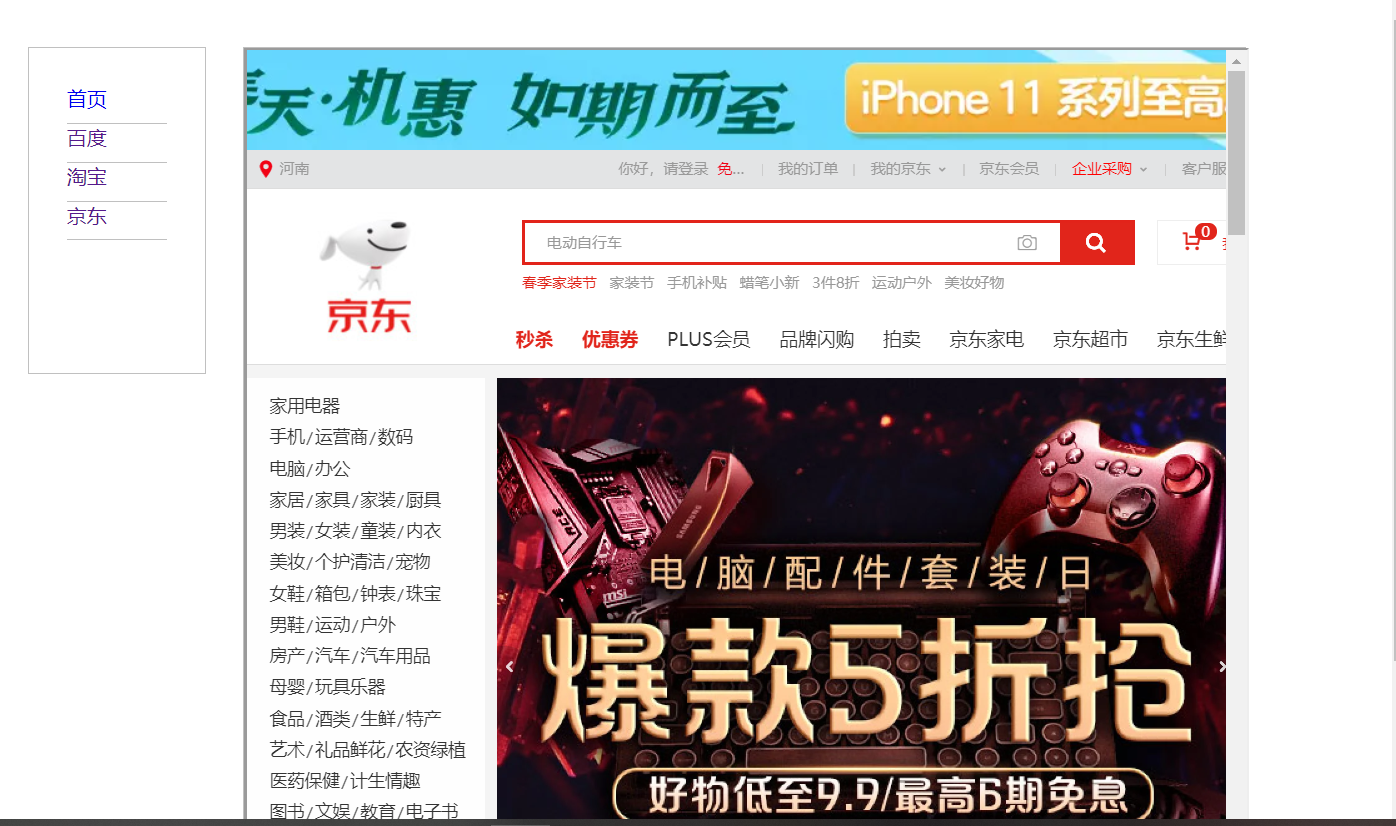 首页
百度
淘宝
京东
天·机惠 如期而至 iPhone 11 系列至高
河南 你好，请登录 免... 我的订单 我的京东 京东会员 企业采购 客户服
电动自行车
0
春季家装节 家装节 手机补贴 蜡笔小新 3件8折 运动户外 美妆好物
京东
秒杀 优惠券 PLUS会员 品牌闪购 拍卖 京东家电 京东超市 京东生鲜
家用电器
手机/运营商/数码
电脑/办公
家居/家具/家装/厨具
男装/女装/童装/内衣
美妆/个护清洁/宠物
女鞋/箱包/钟表/珠宝
男鞋/运动/户外
房产/汽车/汽车用品
母婴/玩具乐器
食品/酒类/生鲜/特产
艺术/礼品鲜花/农资绿植
医药保健/计生情趣
图书/文娱/教育/电子书
SAMSUNG
msi
电/脑/配/件/套/装/日
爆款5折抢
好物低至9.9/最高6期免息